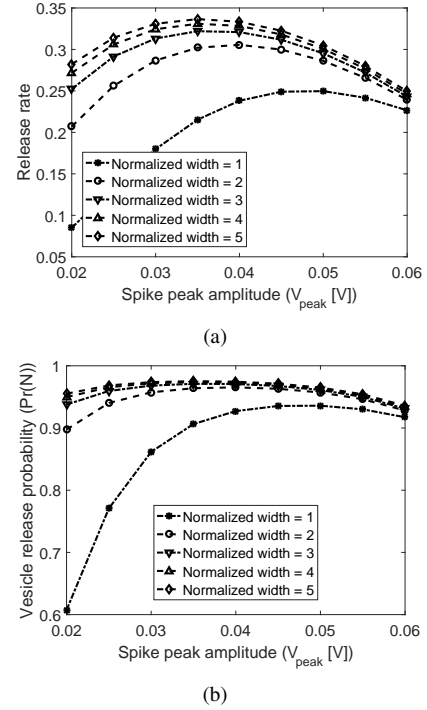 (a)
0.35
0.3
0.25
0.2
0.15
0.1
0.05
Release rate
Normalized width = 1
Normalized width = 2
Normalized width = 3
Normalized width = 4
Normalized width = 5
0.02 0.03 0.04 0.05 0.06
Spike peak amplitude (V_peak [V])
(a)
1
0.9
0.8
0.7
0.6
Vesicle release probability (Pr(N))
Normalized width = 1
Normalized width = 2
Normalized width = 3
Normalized width = 4
Normalized width = 5
0.02 0.03 0.04 0.05 0.06
Spike peak amplitude (V_peak [V])
(b)